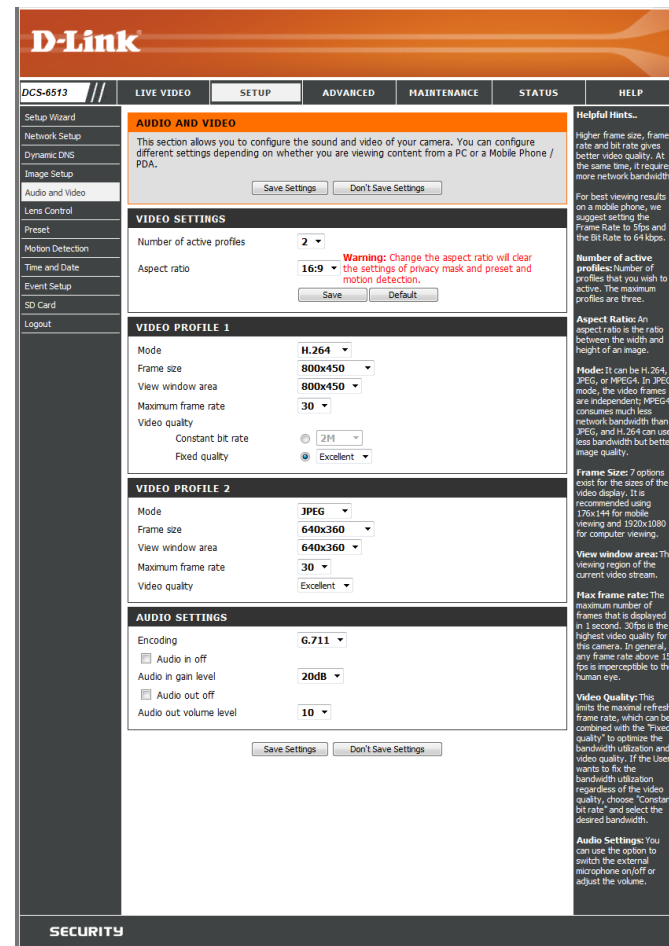 D-Link
DCS-6513
LIVE VIDEO
SETUP
ADVANCED
MAINTENANCE
STATUS
HELP
Setup Wizard
Network Setup
Dynamic DNS
Image Setup
Audio and Video
Lens Control
Preset
Motion Detection
Time and Date
Event Setup
SD Card
Logout
AUDIO AND VIDEO
This section allows you to configure the sound and video of your camera. You can configure
different settings depending on whether you are viewing content from a PC or a Mobile Phone /
PDA.
Save Settings Don't Save Settings
VIDEO SETTINGS
Number of active profiles 2
Aspect ratio 16:9 Warning: Change the aspect ratio will clear
the settings of privacy mask and preset and
motion detection.
Save Default
VIDEO PROFILE 1
Mode H.264
Frame size 800x450
View window area 800x450
Maximum frame rate 30
Video quality
Constant bit rate 2M
Fixed quality Excellent
VIDEO PROFILE 2
Mode JPEG
Frame size 640x360
View window area 640x360
Maximum frame rate 30
Video quality Excellent
AUDIO SETTINGS
Encoding G.711
Audio in off
Audio in gain level 20dB
Audio out off
Audio out volume level 10
Save Settings Don't Save Settings
Helpful Hints..
Higher frame size, frame
rate and bit rate gives
better video quality. At
the same time, it require
more network bandwidth
For best viewing results
on a mobile phone, we
suggest setting the
Frame Rate to 5fps and
the Bit Rate to 64 kbps.
Number of active
profiles: Number of
profiles that you wish to
active. The maximum
profiles are three.
Aspect Ratio: An
aspect ratio is the ratio
between the width and
height of an image.
Mode: It can be H.264,
JPEG, or MPEG4. In JPEG
mode, the video frames
are independent; MPEG4
consumes much less
network bandwidth than
JPEG, and H.264 can use
less bandwidth but bette
image quality.
Frame Size: 7 options
exist for the sizes of the
video display. It is
recommended using
176x144 for mobile
viewing and 1920x1080
for computer viewing.
View window area: Th
viewing region of the
current video stream.
Max frame rate: The
maximum number of
frames that is displayed
in 1 second. 30fps is the
highest video quality for
this camera. In general,
any frame rate above 15
fps is imperceptible to th
human eye.
Video Quality: This
limits the maximal refresh
frame rate, which can be
combined with the "Fixed
quality" to optimize the
bandwidth utilization and
video quality. If the User
wants to fix the
bandwidth utilization
regardless of the video
quality, choose "Constan
bit rate" and select the
desired bandwidth.
Audio Settings: You
can use the option to
switch the external
microphone on/off or
adjust the volume.
SECURITY